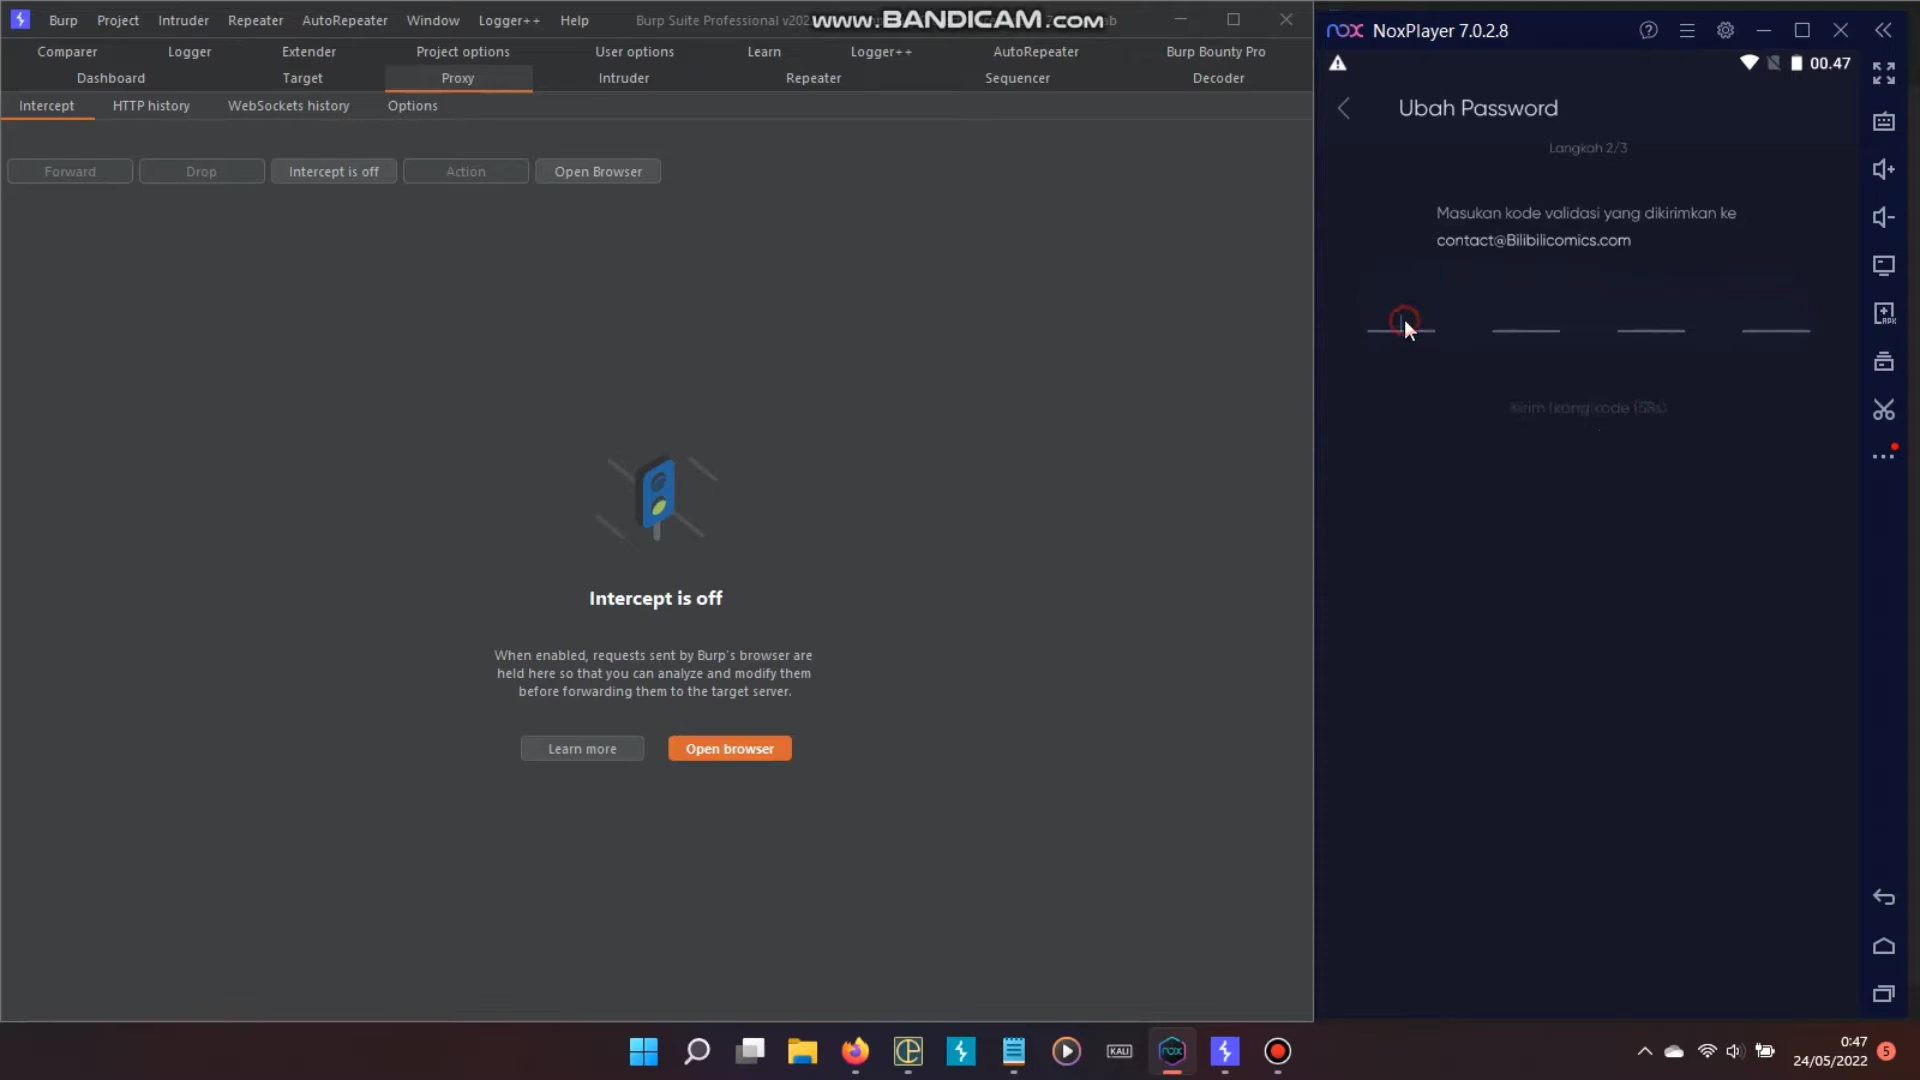 Burp Project Intruder Repeater AutoRepeater Window Logger++ Help Burp Suite Professional v202
www.BANDICAM.com
Comparer Logger Extender Project options User options Learn Logger++ AutoRepeater Burp Bounty Pro
Dashboard Target Proxy Intruder Repeater Sequencer Decoder
Intercept HTTP history WebSockets history Options
Forward Drop Intercept is off Action Open Browser
Intercept is off
When enabled, requests sent by Burp's browser are
held here so that you can analyze and modify them
before forwarding them to the target server.
Learn more Open browser
nox NoxPlayer 7.0.2.8
00.47
Ubah Password
Langkah 2/3
Masukan kode validasi yang dikirimkan ke
contact@Bilibilicomics.com
kode
APK
KALI
nox
0:47
24/05/2022
5